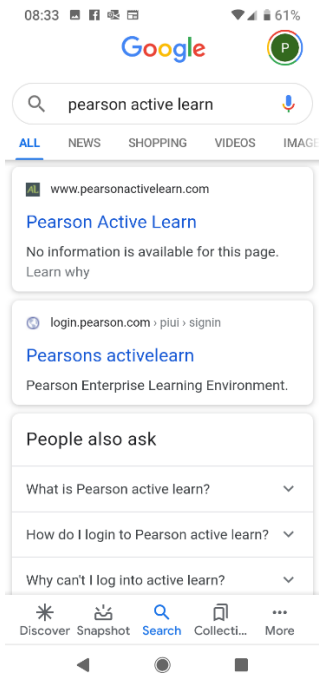 08:33 61%
Google
P
pearson active learn
ALL NEWS SHOPPING VIDEOS IMAGE
AL www.pearsonactivelearn.com
Pearson Active Learn
No information is available for this page.
Learn why
login.pearson.com › piui › signin
Pearsons activelearn
Pearson Enterprise Learning Environment.
People also ask
What is Pearson active learn?
How do I login to Pearson active learn?
Why can't I log into active learn?
Discover Snapshot Search Collecti... More